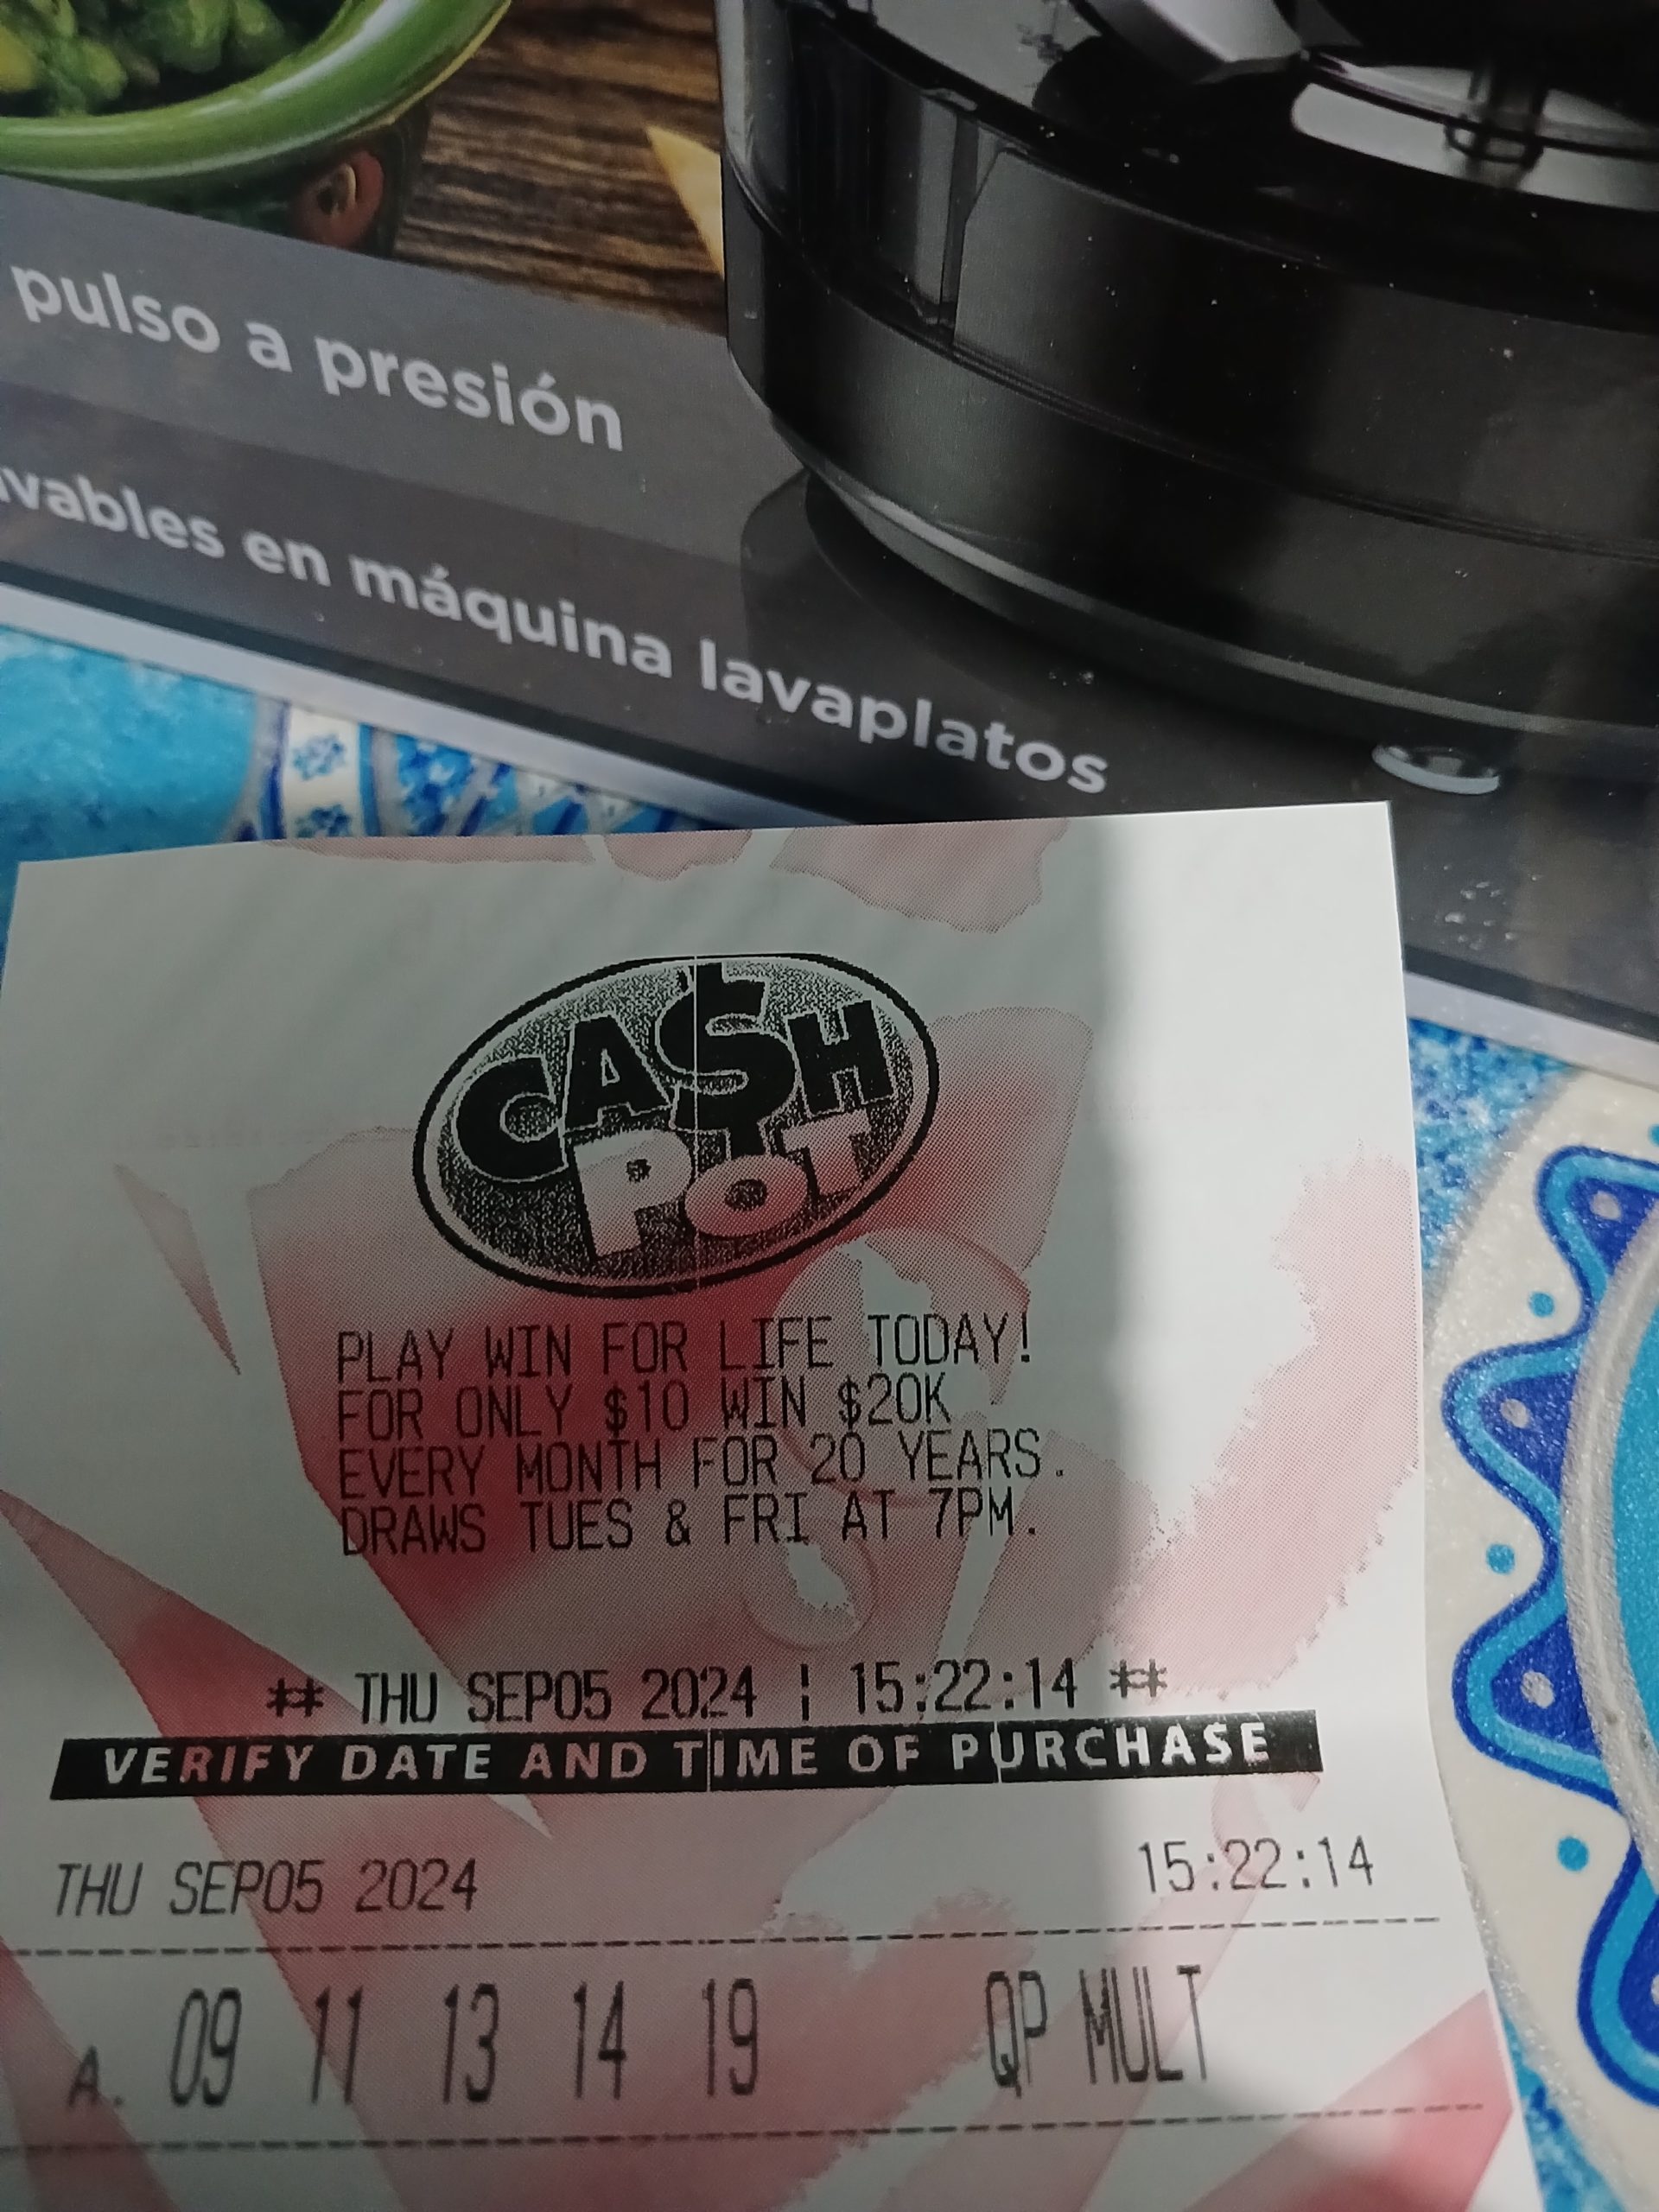 pulso a presión
vables en máquina lavaplatos
CA$H
POT
PLAY WIN FOR LIFE TODAY!
FOR ONLY $10 WIN $20K
EVERY MONTH FOR 20 YEARS.
DRAWS TUES & FRI AT 7PM.
## THU SEP05 2024 | 15:22:14 ##
VERIFY DATE AND TIME OF PURCHASE
THU SEP05 2024 15:22:14
A. 09 11 13 14 19 QP MULT